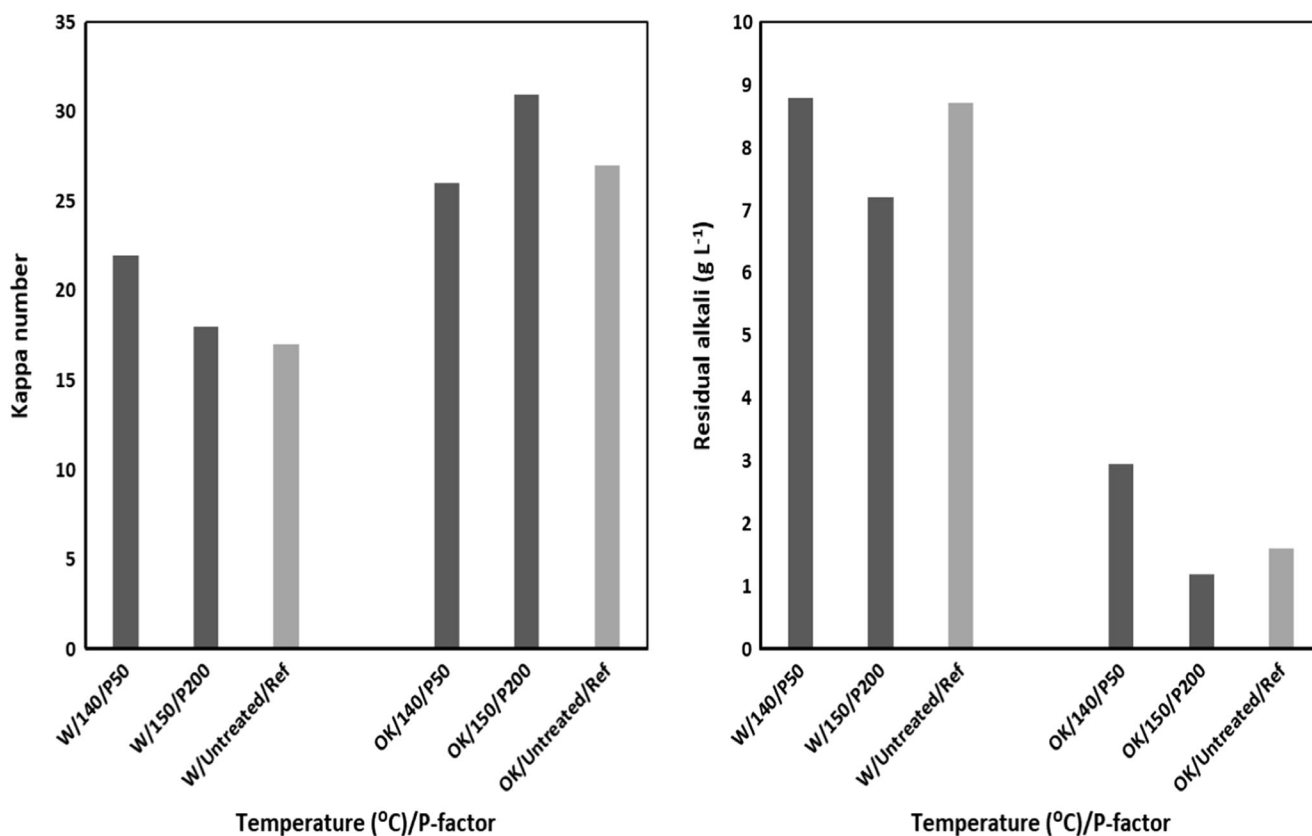 Kappa number
35
30
25
20
15
10
5
0
W/140/P50
W/150/P200
W/Untreated/Ref
OK/140/P50
OK/150/P200
OK/Untreated/Ref
Temperature (⁰C)/P-factor
Residual alkali (g L⁻¹)
10
9
8
7
6
5
4
3
2
1
0
W/140/P50
W/150/P200
W/Untreated/Ref
OK/140/P50
OK/150/P200
OK/Untreated/Ref
Temperature (⁰C)/P-factor